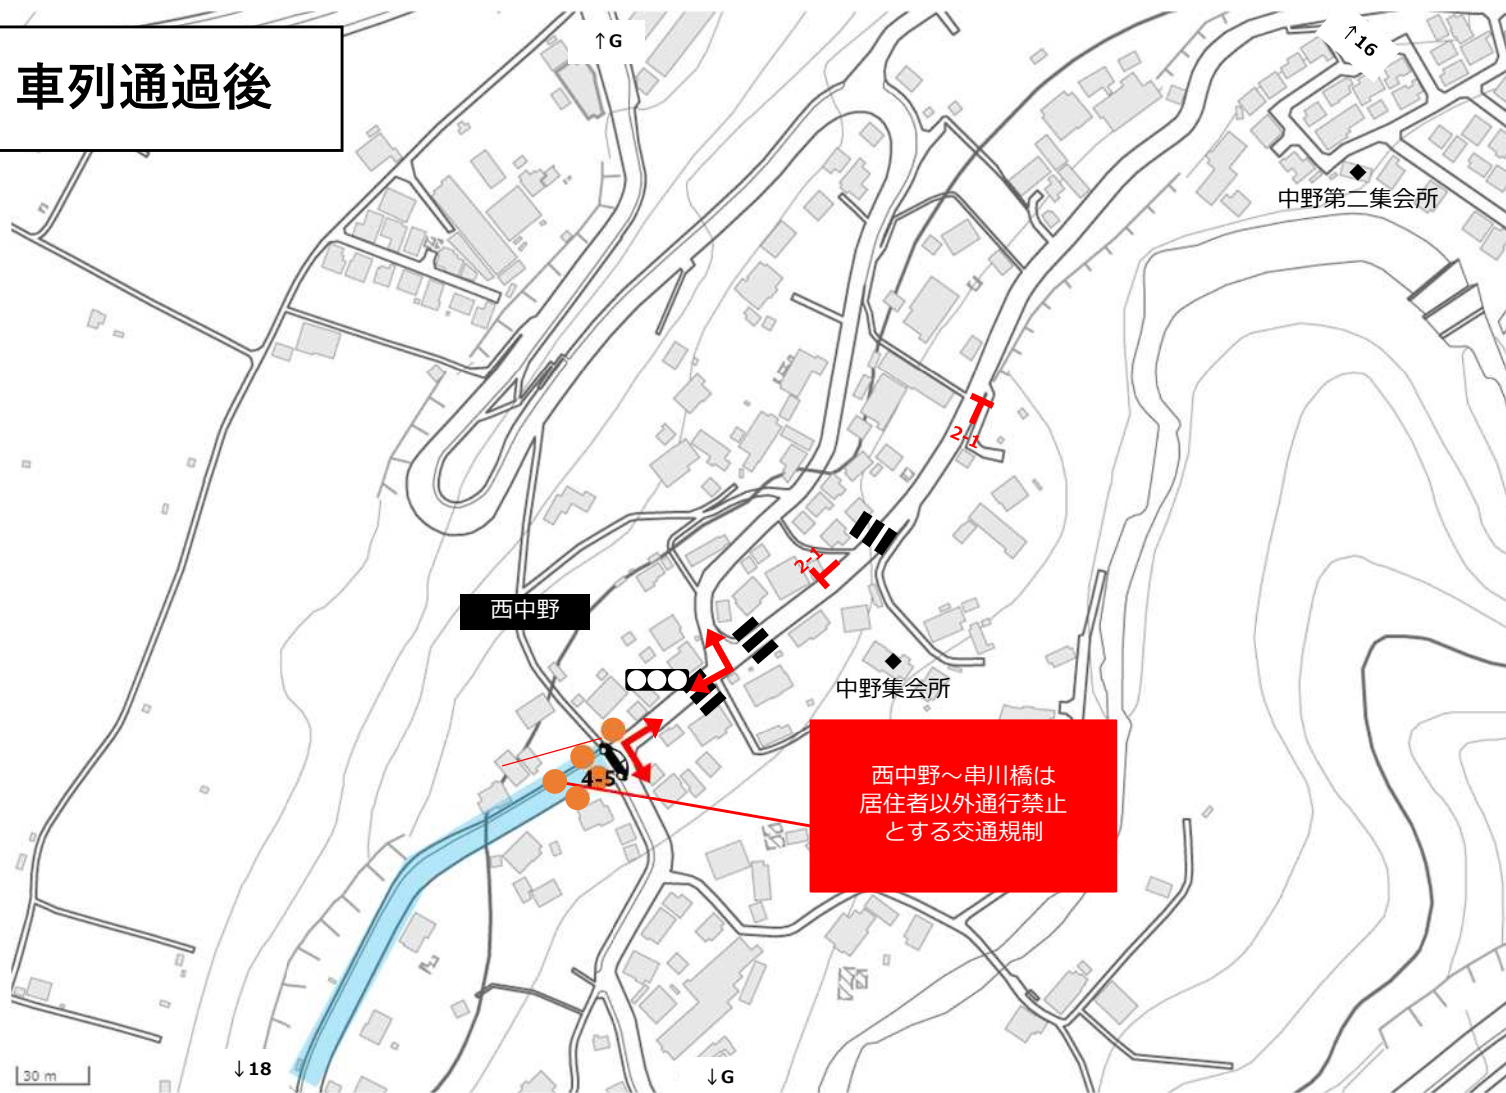 車列通過後
↑G
↑16
中野第二集会所
2-1
2-1
西中野
中野集会所
4-5
西中野～串川橋は
居住者以外通行禁止
とする交通規制
30 m
↓18
↓G